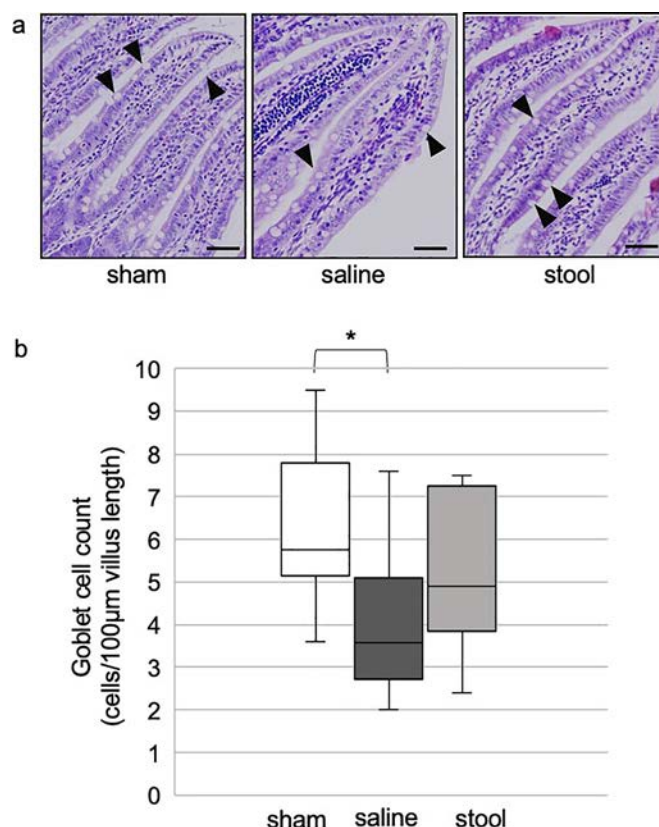 a
sham saline stool
b
*
10
9
8
7
6
5
4
3
2
1
0
Goblet cell count
(cells/100µm villus length)
sham saline stool